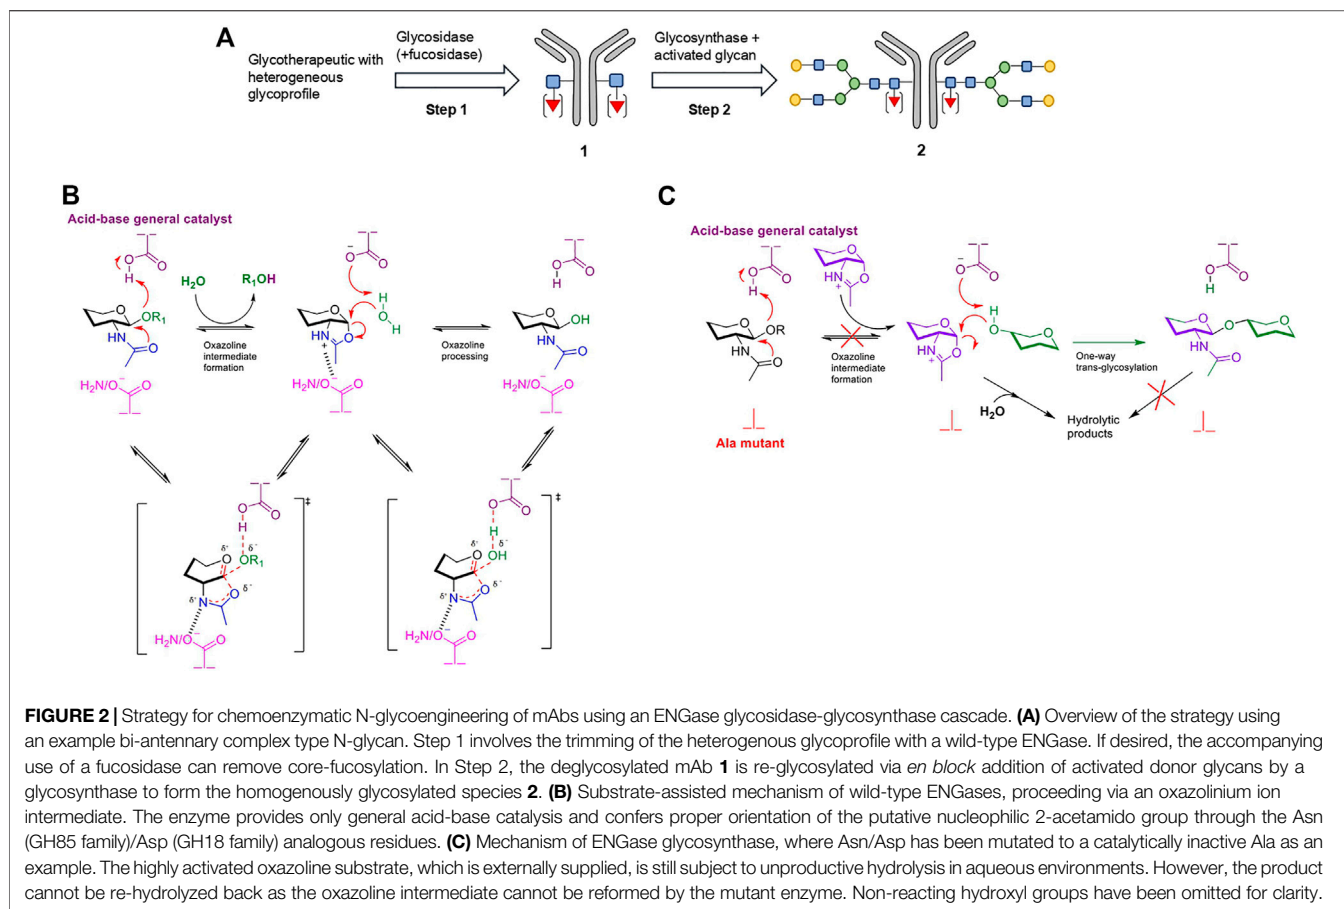 A
Glycotherapeutic with
heterogeneous
glycoprofile
Glycosidase
(+fucosidase)
Step 1
1
Glycosynthase +
activated glycan
Step 2
2
B
Acid-base general catalyst
O
H
O
O
OR₁
HN
O
H₂N/O⁻
O
H₂O
R₁OH
Oxazoline
intermediate
formation
⁻O
O
H
O
H
O
HN
+
O
H₂N/O⁻
O
Oxazoline
processing
O
H
O
O
OH
HN
O
H₂N/O⁻
O
‡
O
H
O
δ⁺
O
δ⁻
OR₁
δ⁺
N
O
δ⁻
H₂N/O⁻
O
‡
O
H
O
H
δ⁺
O
δ⁻
OH
δ⁺
N
O
δ⁻
H₂N/O⁻
O
C
Acid-base general catalyst
O
H
O
O
OR
HN
O
Ala mutant
O
HN
+
O
Oxazoline
intermediate
formation
⁻O
O
O
HN
+
O
H
O
O
H₂O
One-way
trans-glycosylation
Hydrolytic
products
O
H
O
O
O
O
HN
O
FIGURE 2 | Strategy for chemoenzymatic N-glycoengineering of mAbs using an ENGase glycosidase-glycosynthase cascade. (A) Overview of the strategy using
an example bi-antennary complex type N-glycan. Step 1 involves the trimming of the heterogenous glycoprofile with a wild-type ENGase. If desired, the accompanying
use of a fucosidase can remove core-fucosylation. In Step 2, the deglycosylated mAb 1 is re-glycosylated via en block addition of activated donor glycans by a
glycosynthase to form the homogenously glycosylated species 2. (B) Substrate-assisted mechanism of wild-type ENGases, proceeding via an oxazolinium ion
intermediate. The enzyme provides only general acid-base catalysis and confers proper orientation of the putative nucleophilic 2-acetamido group through the Asn
(GH85 family)/Asp (GH18 family) analogous residues. (C) Mechanism of ENGase glycosynthase, where Asn/Asp has been mutated to a catalytically inactive Ala as an
example. The highly activated oxazoline substrate, which is externally supplied, is still subject to unproductive hydrolysis in aqueous environments. However, the product
cannot be re-hydrolyzed back as the oxazoline intermediate cannot be reformed by the mutant enzyme. Non-reacting hydroxyl groups have been omitted for clarity.